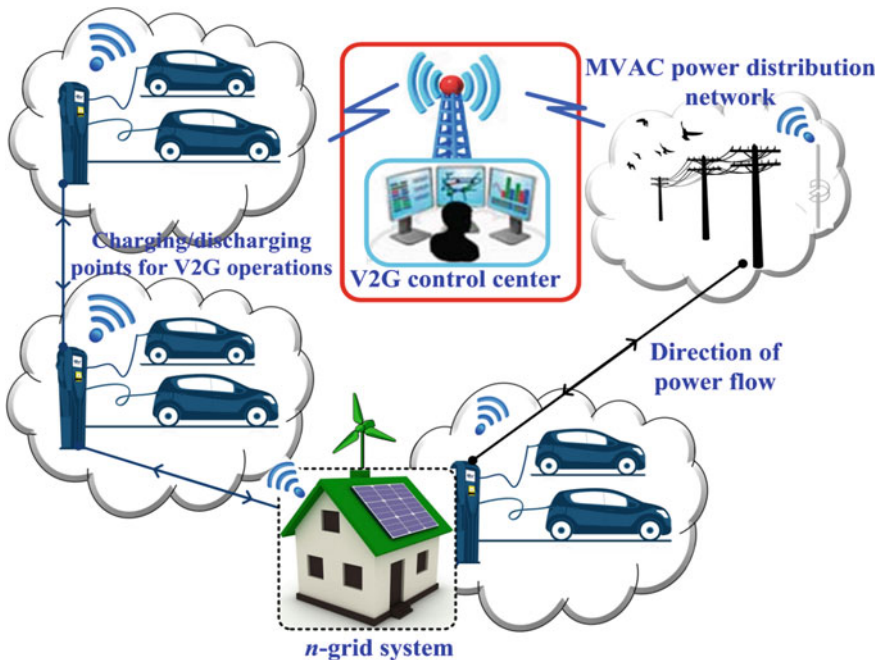 MVAC power distribution
network
Charging/discharging
points for V2G operations
V2G control center
Direction of
power flow
n-grid system